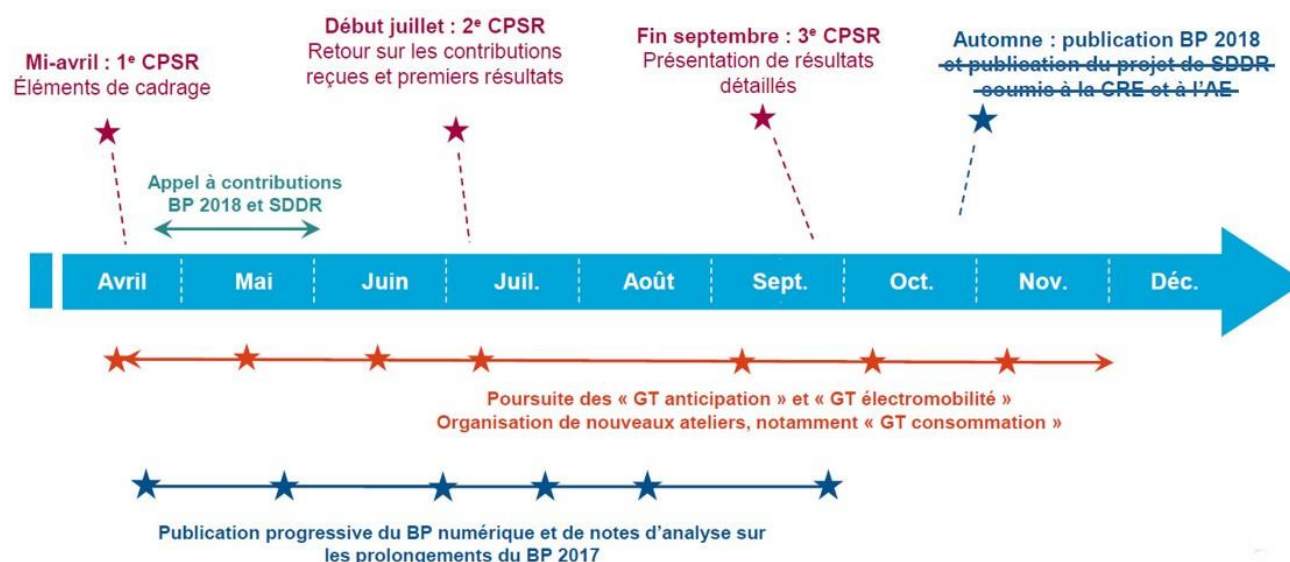 Mi-avril : 1e CPSR
Éléments de cadrage
Début juillet : 2e CPSR
Retour sur les contributions
reçues et premiers résultats
Fin septembre : 3e CPSR
Présentation de résultats
détaillés
Automne : publication BP 2018
et publication du projet de SDDR
soumis à la CRE et à l'AE
Appel à contributions
BP 2018 et SDDR
Avril Mai Juin Juil. Août Sept. Oct. Nov. Déc.
Poursuite des « GT anticipation » et « GT électromobilité »
Organisation de nouveaux ateliers, notamment « GT consommation »
Publication progressive du BP numérique et de notes d'analyse sur
les prolongements du BP 2017